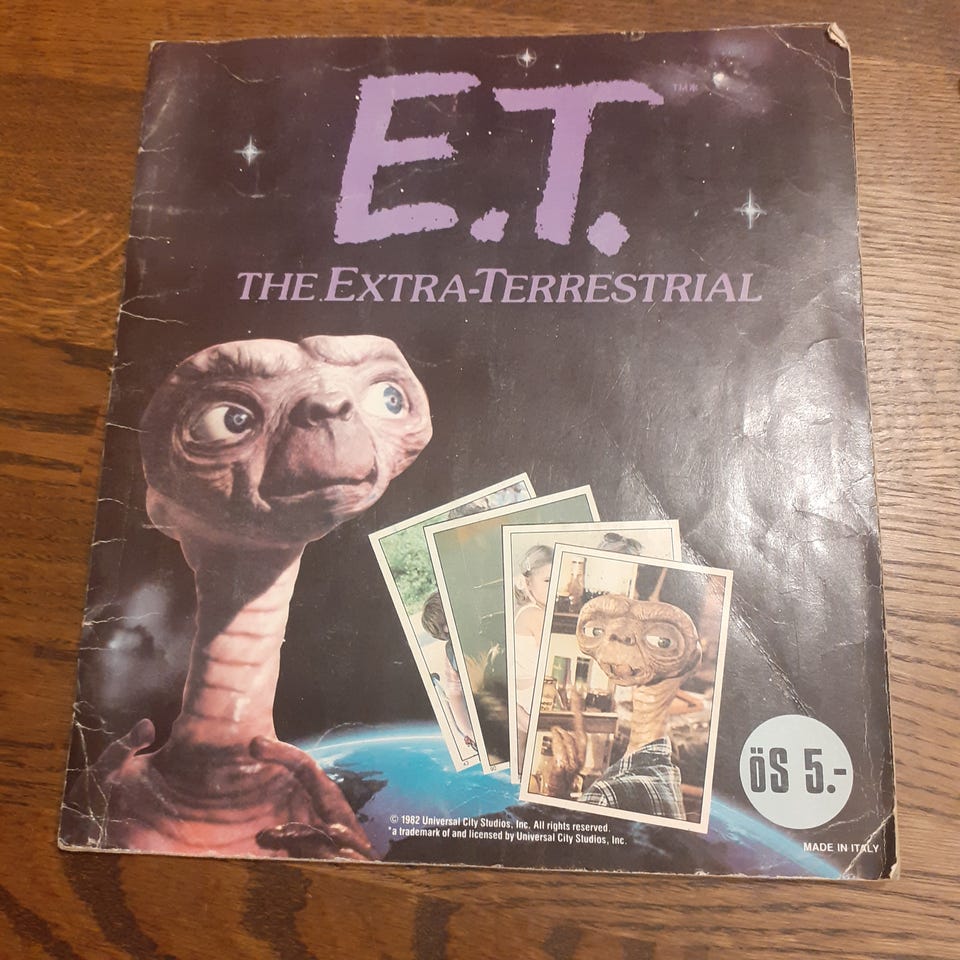 E.T.
TM*
THE EXTRA-TERRESTRIAL
öS 5.-
© 1982 Universal City Studios, Inc. All rights reserved.
*a trademark of and licensed by Universal City Studios, Inc.
MADE IN ITALY